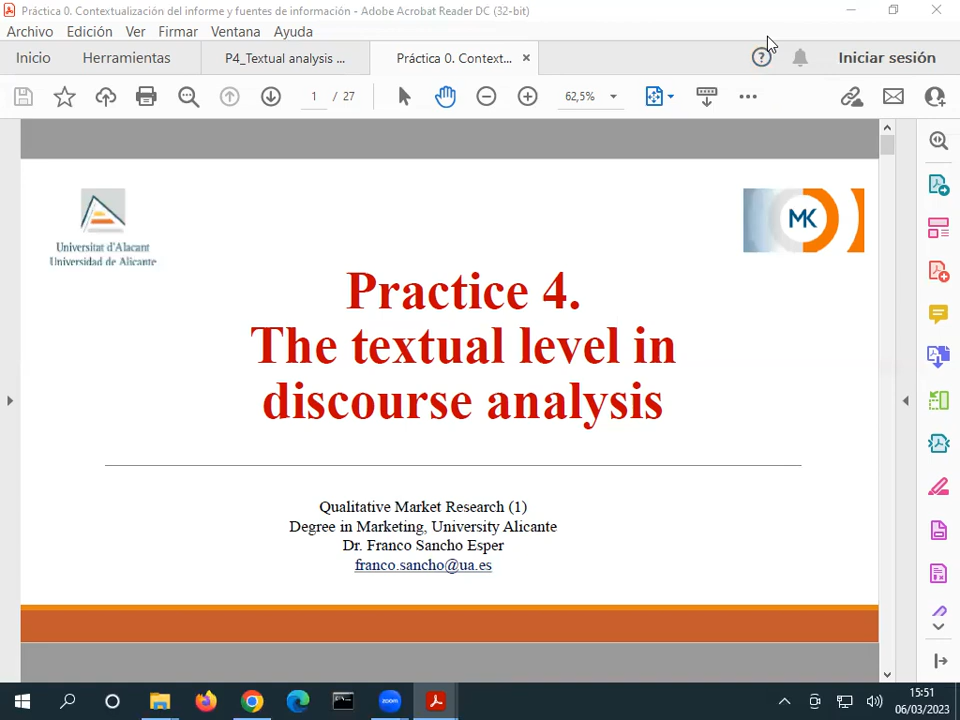 Práctica 0. Contextualización del informe y fuentes de información - Adobe Acrobat Reader DC (32-bit)
Archivo Edición Ver Firmar Ventana Ayuda
Inicio Herramientas P4_Textual analysis ... Práctica 0. Context... × ? Iniciar sesión
1 / 27 62,5%
Universitat d'Alacant
Universidad de Alicante
MK
Practice 4.
The textual level in
discourse analysis
Qualitative Market Research (1)
Degree in Marketing, University Alicante
Dr. Franco Sancho Esper
franco.sancho@ua.es
zoom
15:51
06/03/2023